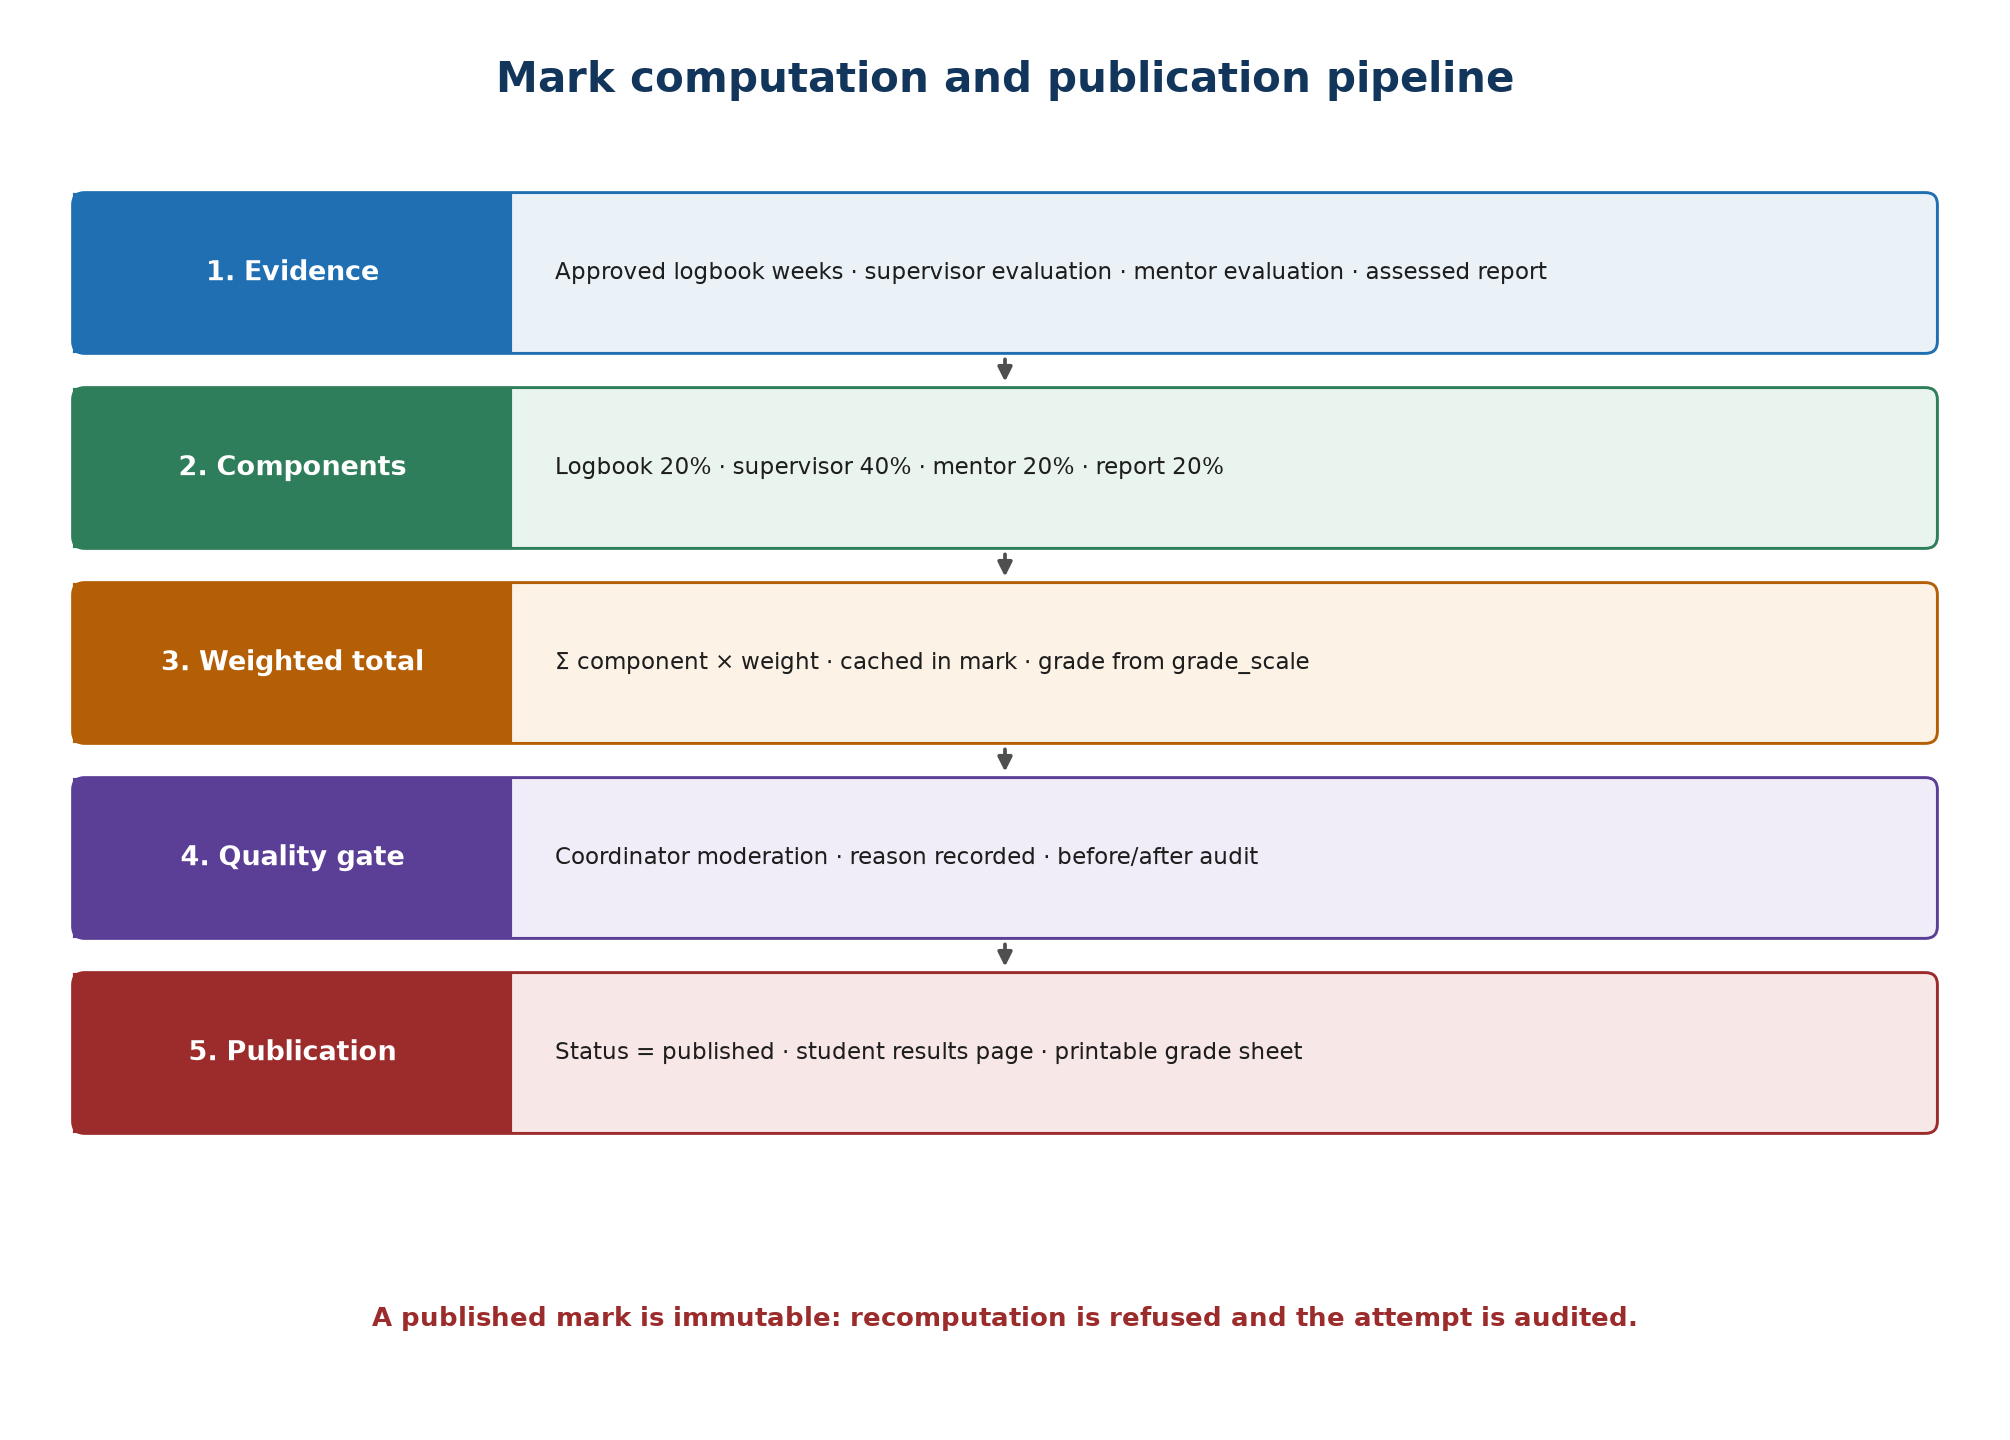 Mark computation and publication pipeline
1. Evidence
Approved logbook weeks · supervisor evaluation · mentor evaluation · assessed report
2. Components
Logbook 20% · supervisor 40% · mentor 20% · report 20%
3. Weighted total
Σ component × weight · cached in mark · grade from grade_scale
4. Quality gate
Coordinator moderation · reason recorded · before/after audit
5. Publication
Status = published · student results page · printable grade sheet
A published mark is immutable: recomputation is refused and the attempt is audited.